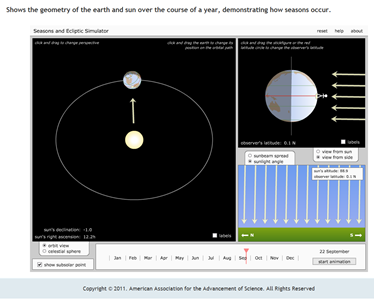 Shows the geometry of the earth and sun over the course of a year, demonstrating how seasons occur.
Seasons and Ecliptic Simulator
reset help about
click and drag to change perspective
click and drag the earth to change its
position on the orbital path
click and drag the stickfigure or the red
latitude circle to change the observer's latitude
observer's latitude: 0.1 N
labels
view from sun
view from side
sunbeam spread
sunlight angle
sun's altitude: 88.9
observer latitude: 0.1 N
N
S
sun's declination: -1.0
sun's right ascension: 12.2h
labels
orbit view
celestial sphere
show subsolar point
Jan Feb Mar Apr May Jun Jul Aug Sep Oct Nov Dec
22 September
start animation
Copyright © 2011. American Association for the Advancement of Science. All Rights Reserved